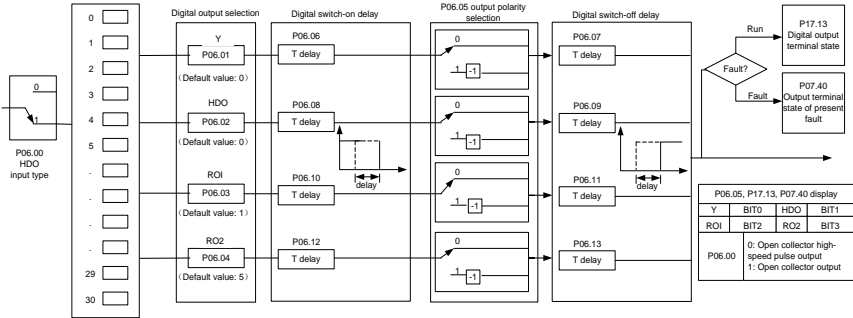 0
1
2
3
4
5
.
.
.
.
29
30
0
1
P06.00
HDO
input type
Digital output selection
Y
P06.01
(Default value: 0)
HDO
P06.02
(Default value: 0)
ROI
P06.03
(Default value: 1)
RO2
P06.04
(Default value: 5)
Digital switch-on delay
P06.06
T delay
P06.08
T delay
delay
P06.10
T delay
P06.12
T delay
P06.05 output polarity
selection
0
1
-1
0
1
-1
0
1
-1
0
1
-1
Digital switch-off delay
P06.07
T delay
P06.09
T delay
delay
P06.11
T delay
P06.13
T delay
Run
Fault?
Fault
P17.13
Digital output
terminal state
P07.40
Output terminal
state of present
fault
P06.05, P17.13, P07.40 display
Y BIT0 HDO BIT1
ROI BIT2 RO2 BIT3
P06.00
0: Open collector high-
speed pulse output
1: Open collector output